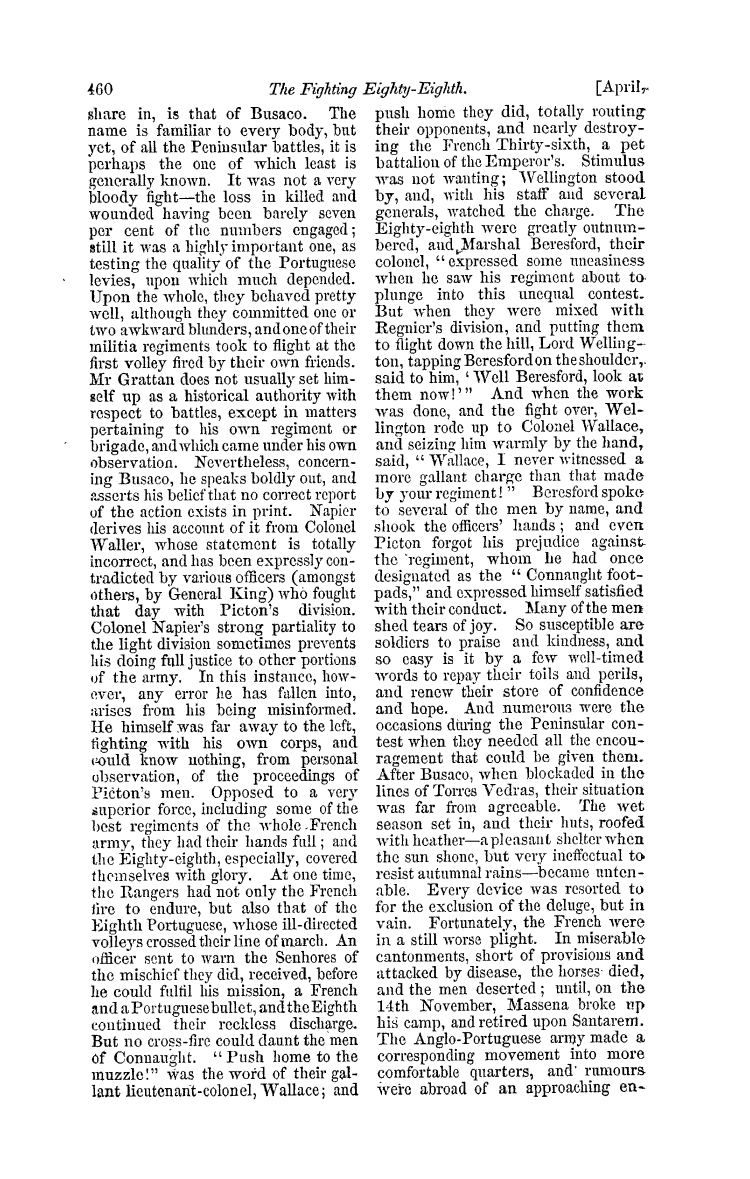 460
The Fighting Eighty-Eighth.
[April,
share in, is that of Busaco. The
name is familiar to every body, but
yet, of all the Peninsular battles, it is
perhaps the one of which least is
generally known. It was not a very
bloody fight—the loss in killed and
wounded having been barely seven
per cent of the numbers engaged;
still it was a highly important one, as
testing the quality of the Portuguese
levies, upon which much depended.
Upon the whole, they behaved pretty
well, although they committed one or
two awkward blunders, and one of their
militia regiments took to flight at the
first volley fired by their own friends.
Mr Grattan does not usually set him-
self up as a historical authority with
respect to battles, except in matters
pertaining to his own regiment or
brigade, and which came under his own
observation. Nevertheless, concern-
ing Busaco, he speaks boldly out, and
asserts his belief that no correct report
of the action exists in print. Napier
derives his account of it from Colonel
Waller, whose statement is totally
incorrect, and has been expressly con-
tradicted by various officers (amongst
others, by General King) who fought
that day with Picton's division.
Colonel Napier's strong partiality to
the light division sometimes prevents
his doing full justice to other portions
of the army. In this instance, how-
ever, any error he has fallen into,
arises from his being misinformed.
He himself was far away to the left,
fighting with his own corps, and
could know nothing, from personal
observation, of the proceedings of
Picton's men. Opposed to a very
superior force, including some of the
best regiments of the whole French
army, they had their hands full; and
the Eighty-eighth, especially, covered
themselves with glory. At one time,
the Rangers had not only the French
fire to endure, but also that of the
Eighth Portuguese, whose ill-directed
volleys crossed their line of march. An
officer sent to warn the Senhores of
the mischief they did, received, before
he could fulfil his mission, a French
and a Portuguese bullet, and the Eighth
continued their reckless discharge.
But no cross-fire could daunt the men
of Connaught. "Push home to the
muzzle!" was the word of their gal-
lant lieutenant-colonel, Wallace; and
push home they did, totally routing
their opponents, and nearly destroy-
ing the French Thirty-sixth, a pet
battalion of the Emperor's. Stimulus
was not wanting; Wellington stood
by, and, with his staff and several
generals, watched the charge. The
Eighty-eighth were greatly outnum-
bered, and Marshal Beresford, their
colonel, "expressed some uneasiness
when he saw his regiment about to
plunge into this unequal contest.
But when they were mixed with
Regnier's division, and putting them
to flight down the hill, Lord Welling-
ton, tapping Beresford on the shoulder,
said to him, 'Well Beresford, look at
them now!'" And when the work
was done, and the fight over, Wel-
lington rode up to Colonel Wallace,
and seizing him warmly by the hand,
said, "Wallace, I never witnessed a
more gallant charge than that made
by your regiment!" Beresford spoke
to several of the men by name, and
shook the officers' hands; and even
Picton forgot his prejudice against
the regiment, whom he had once
designated as the "Connaught foot-
pads," and expressed himself satisfied
with their conduct. Many of the men
shed tears of joy. So susceptible are
soldiers to praise and kindness, and
so easy is it by a few well-timed
words to repay their toils and perils,
and renew their store of confidence
and hope. And numerous were the
occasions during the Peninsular con-
test when they needed all the encou-
ragement that could be given them.
After Busaco, when blockaded in the
lines of Torres Vedras, their situation
was far from agreeable. The wet
season set in, and their huts, roofed
with heather—a pleasant shelter when
the sun shone, but very ineffectual to
resist autumnal rains—became unten-
able. Every device was resorted to
for the exclusion of the deluge, but in
vain. Fortunately, the French were
in a still worse plight. In miserable
cantonments, short of provisions and
attacked by disease, the horses died,
and the men deserted; until, on the
14th November, Massena broke up
his camp, and retired upon Santarem.
The Anglo-Portuguese army made a
corresponding movement into more
comfortable quarters, and rumours
were abroad of an approaching en-